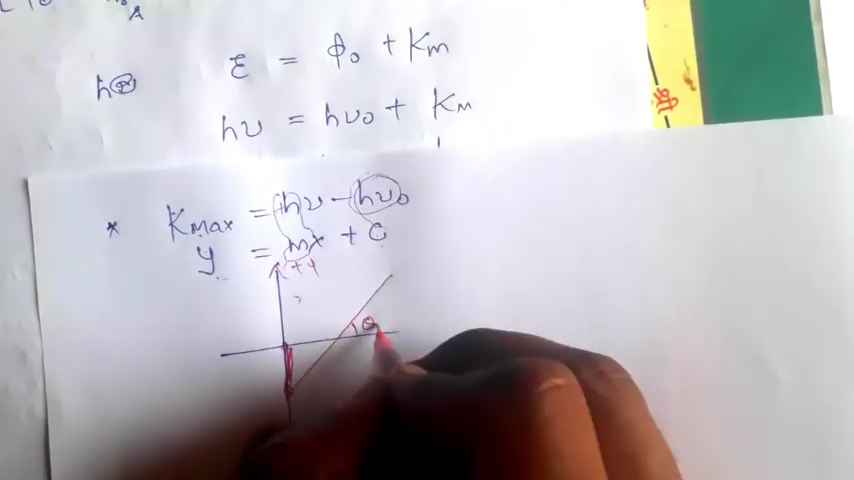 ε = φ₀ + Km
hυ = hυ₀ + Km
* Kmax = hυ - hυ₀
y = mx + c
+y
θ